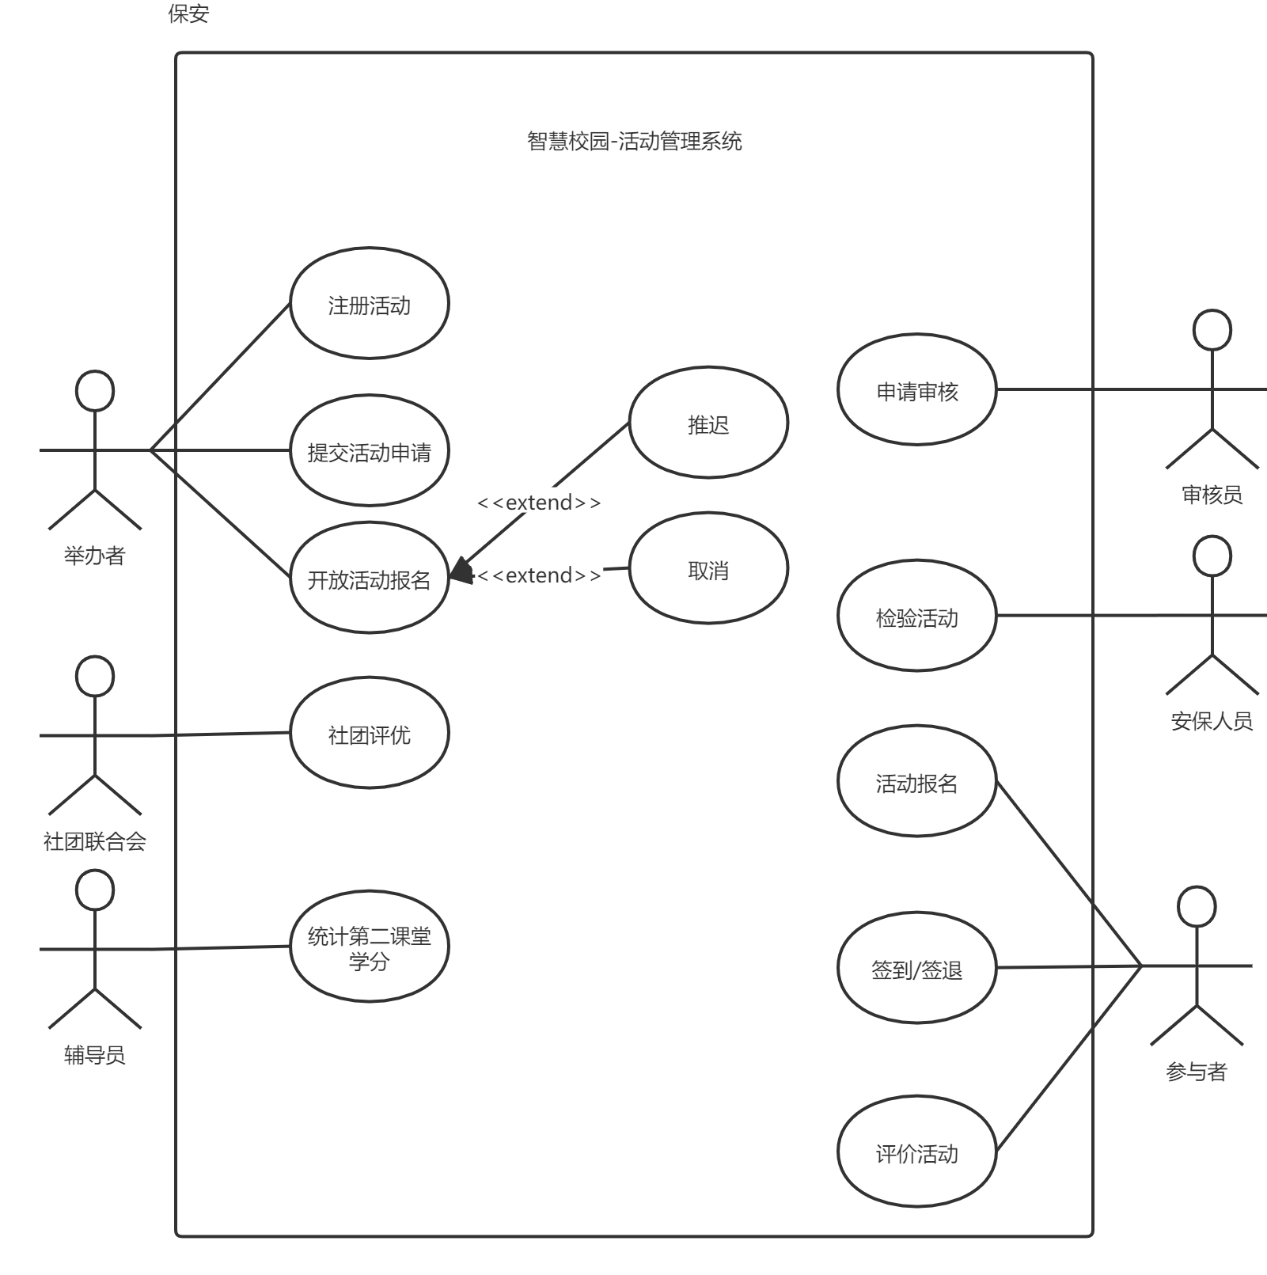 保安
智慧校园-活动管理系统
注册活动
提交活动申请
开放活动报名
推迟
取消
<<extend>>
<<extend>>
申请审核
审核员
举办者
检验活动
安保人员
社团评优
社团联合会
活动报名
统计第二课堂
学分
辅导员
签到/签退
参与者
评价活动